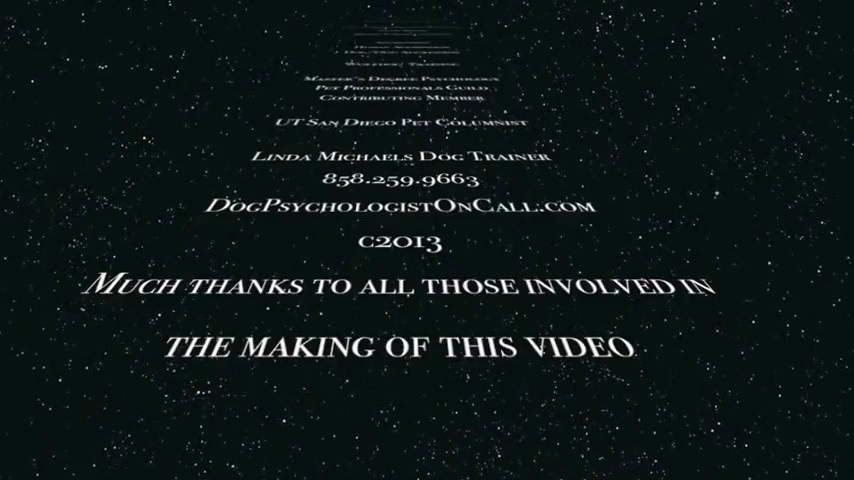 Master's Degree Psychology
Pet Professionals Guild
Contributing Member
UT San Diego Pet Columnist
Linda Michaels Dog Trainer
858.259.9663
DogPsychologistOnCall.com
c2013
Much thanks to all those involved in
the making of this video